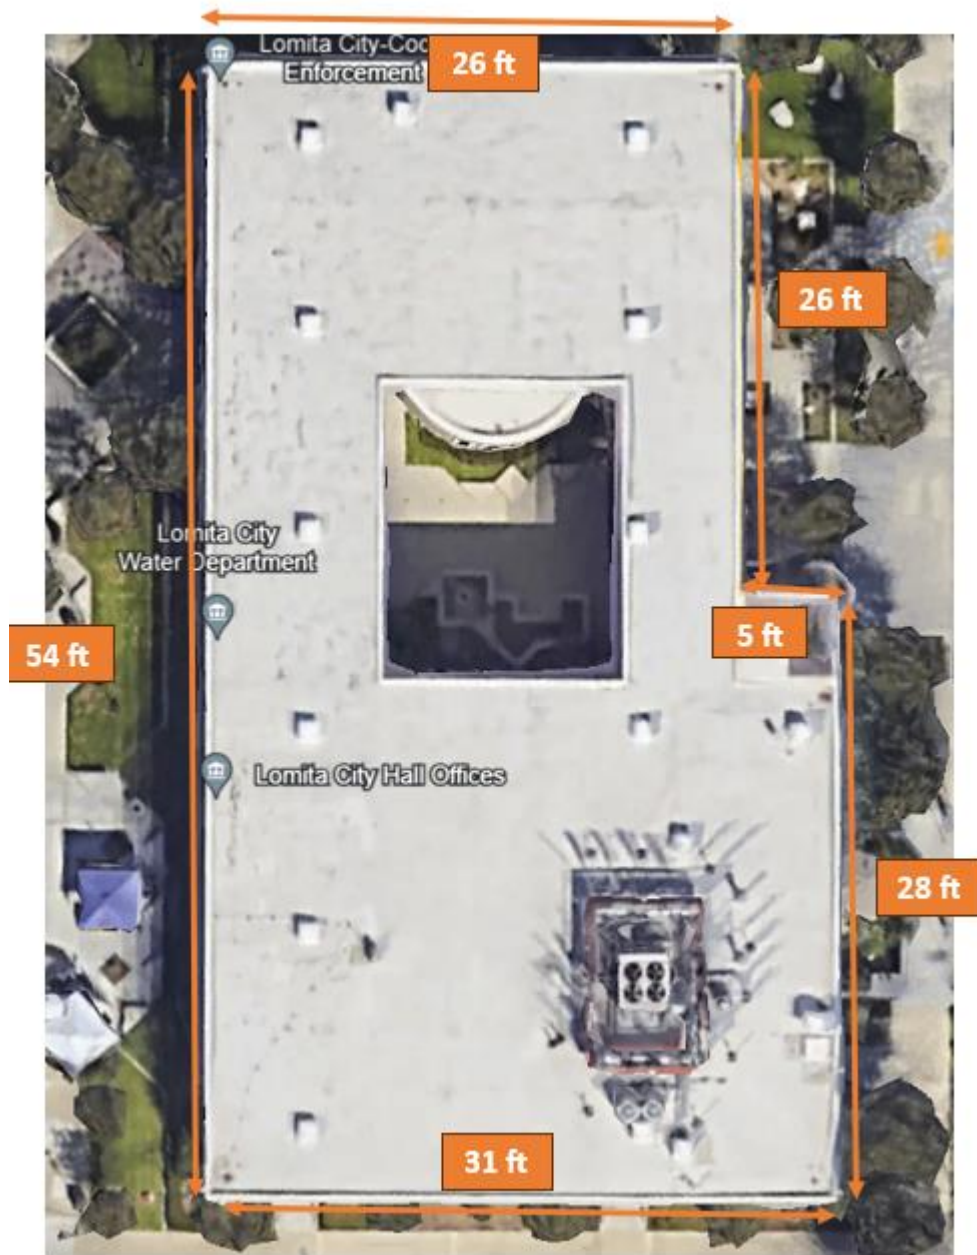 Lomita City-Coo
Enforcement
26 ft
26 ft
Lomita City
Water Department
5 ft
54 ft
Lomita City Hall Offices
28 ft
31 ft